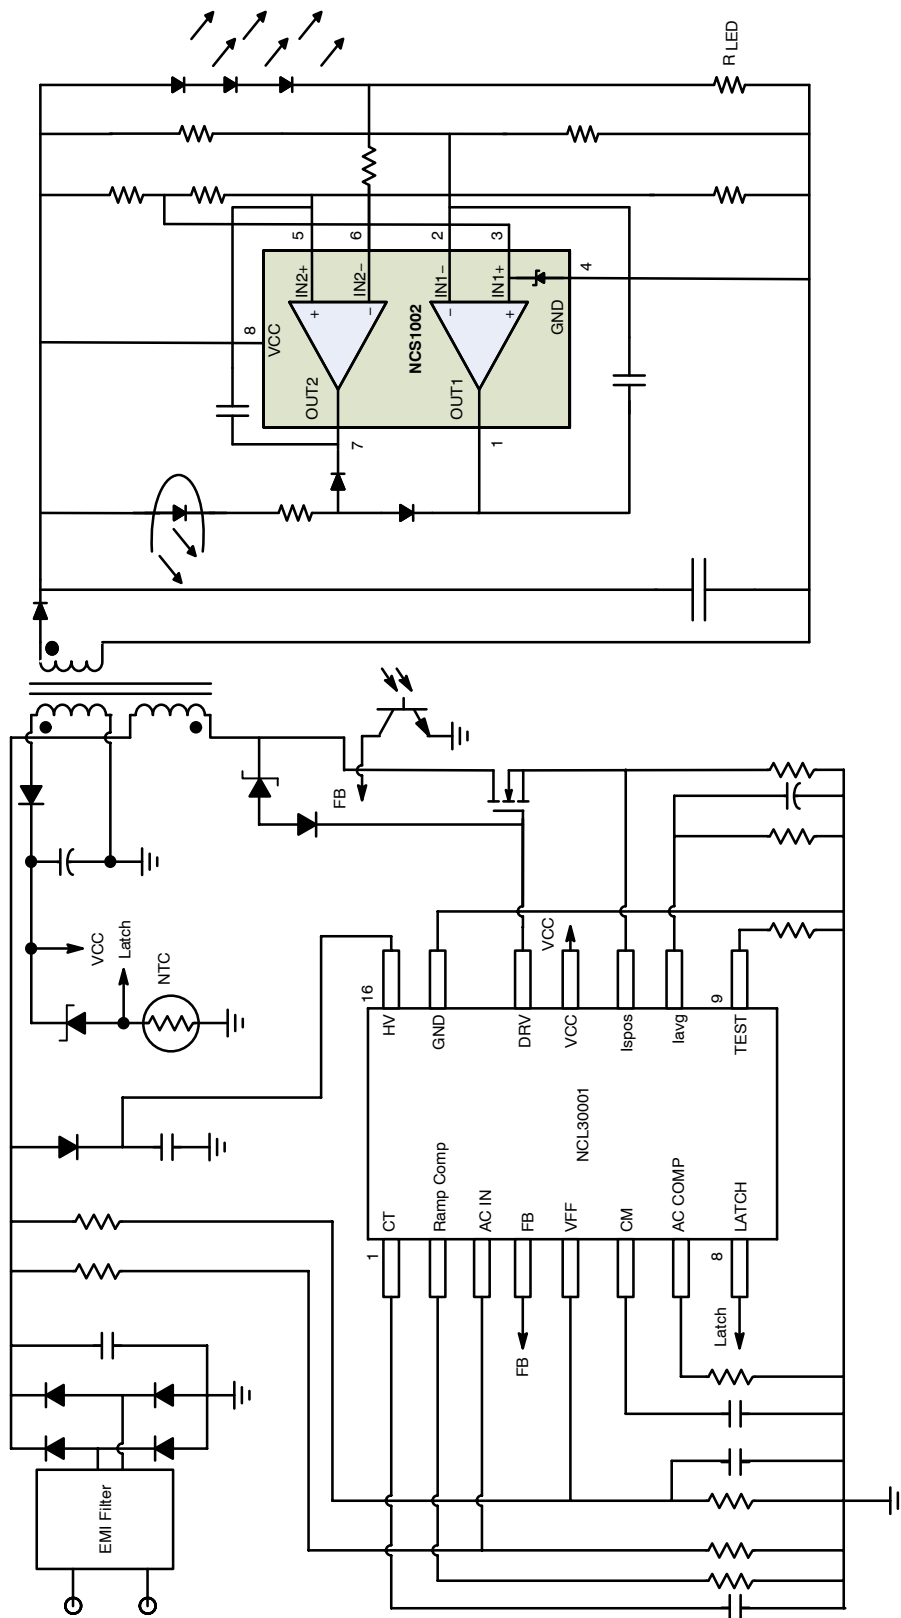 EMI Filter
NTC
Latch
VCC
FB
16
HV
GND
DRV
VCC
VCC
Ispos
Iavg
9
TEST
NCL30001
1
CT
Ramp Comp
AC IN
FB
VFF
CM
AC COMP
8
LATCH
FB
Latch
8
VCC
5
IN2+
6
IN2−
2
IN1−
3
IN1+
4
GND
+
−
−
+
NCS1002
OUT2
7
OUT1
1
R LED